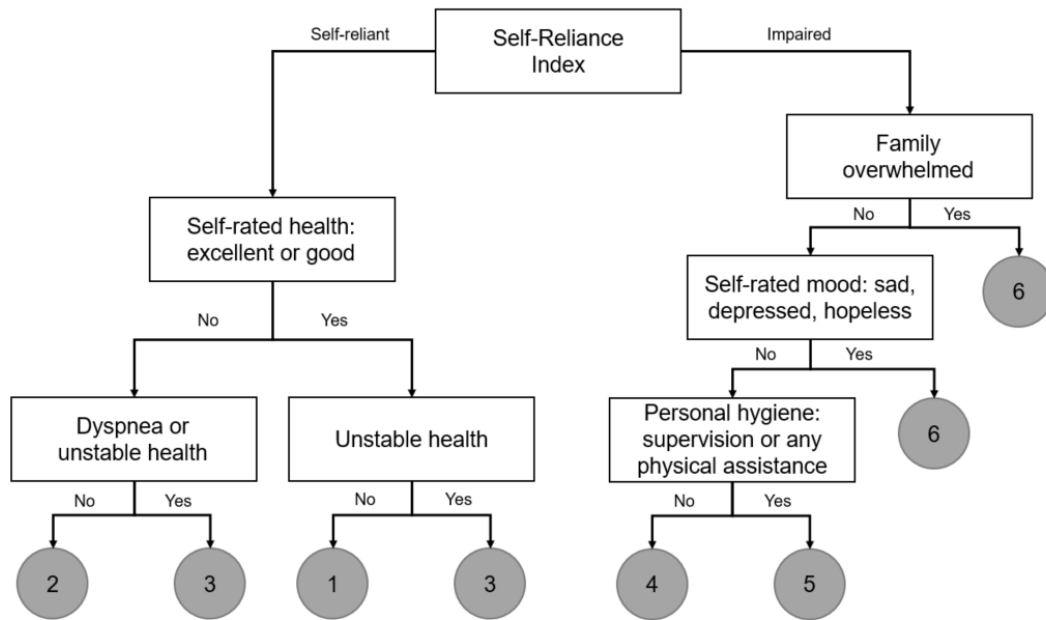 Self-reliant
Self-Reliance
Index
Impaired
Family
overwhelmed
No
Yes
Self-rated health:
excellent or good
Self-rated mood: sad,
depressed, hopeless
6
No
Yes
No
Yes
Dyspnea or
unstable health
Unstable health
Personal hygiene:
supervision or any
physical assistance
6
No
Yes
No
Yes
No
Yes
2
3
1
3
4
5